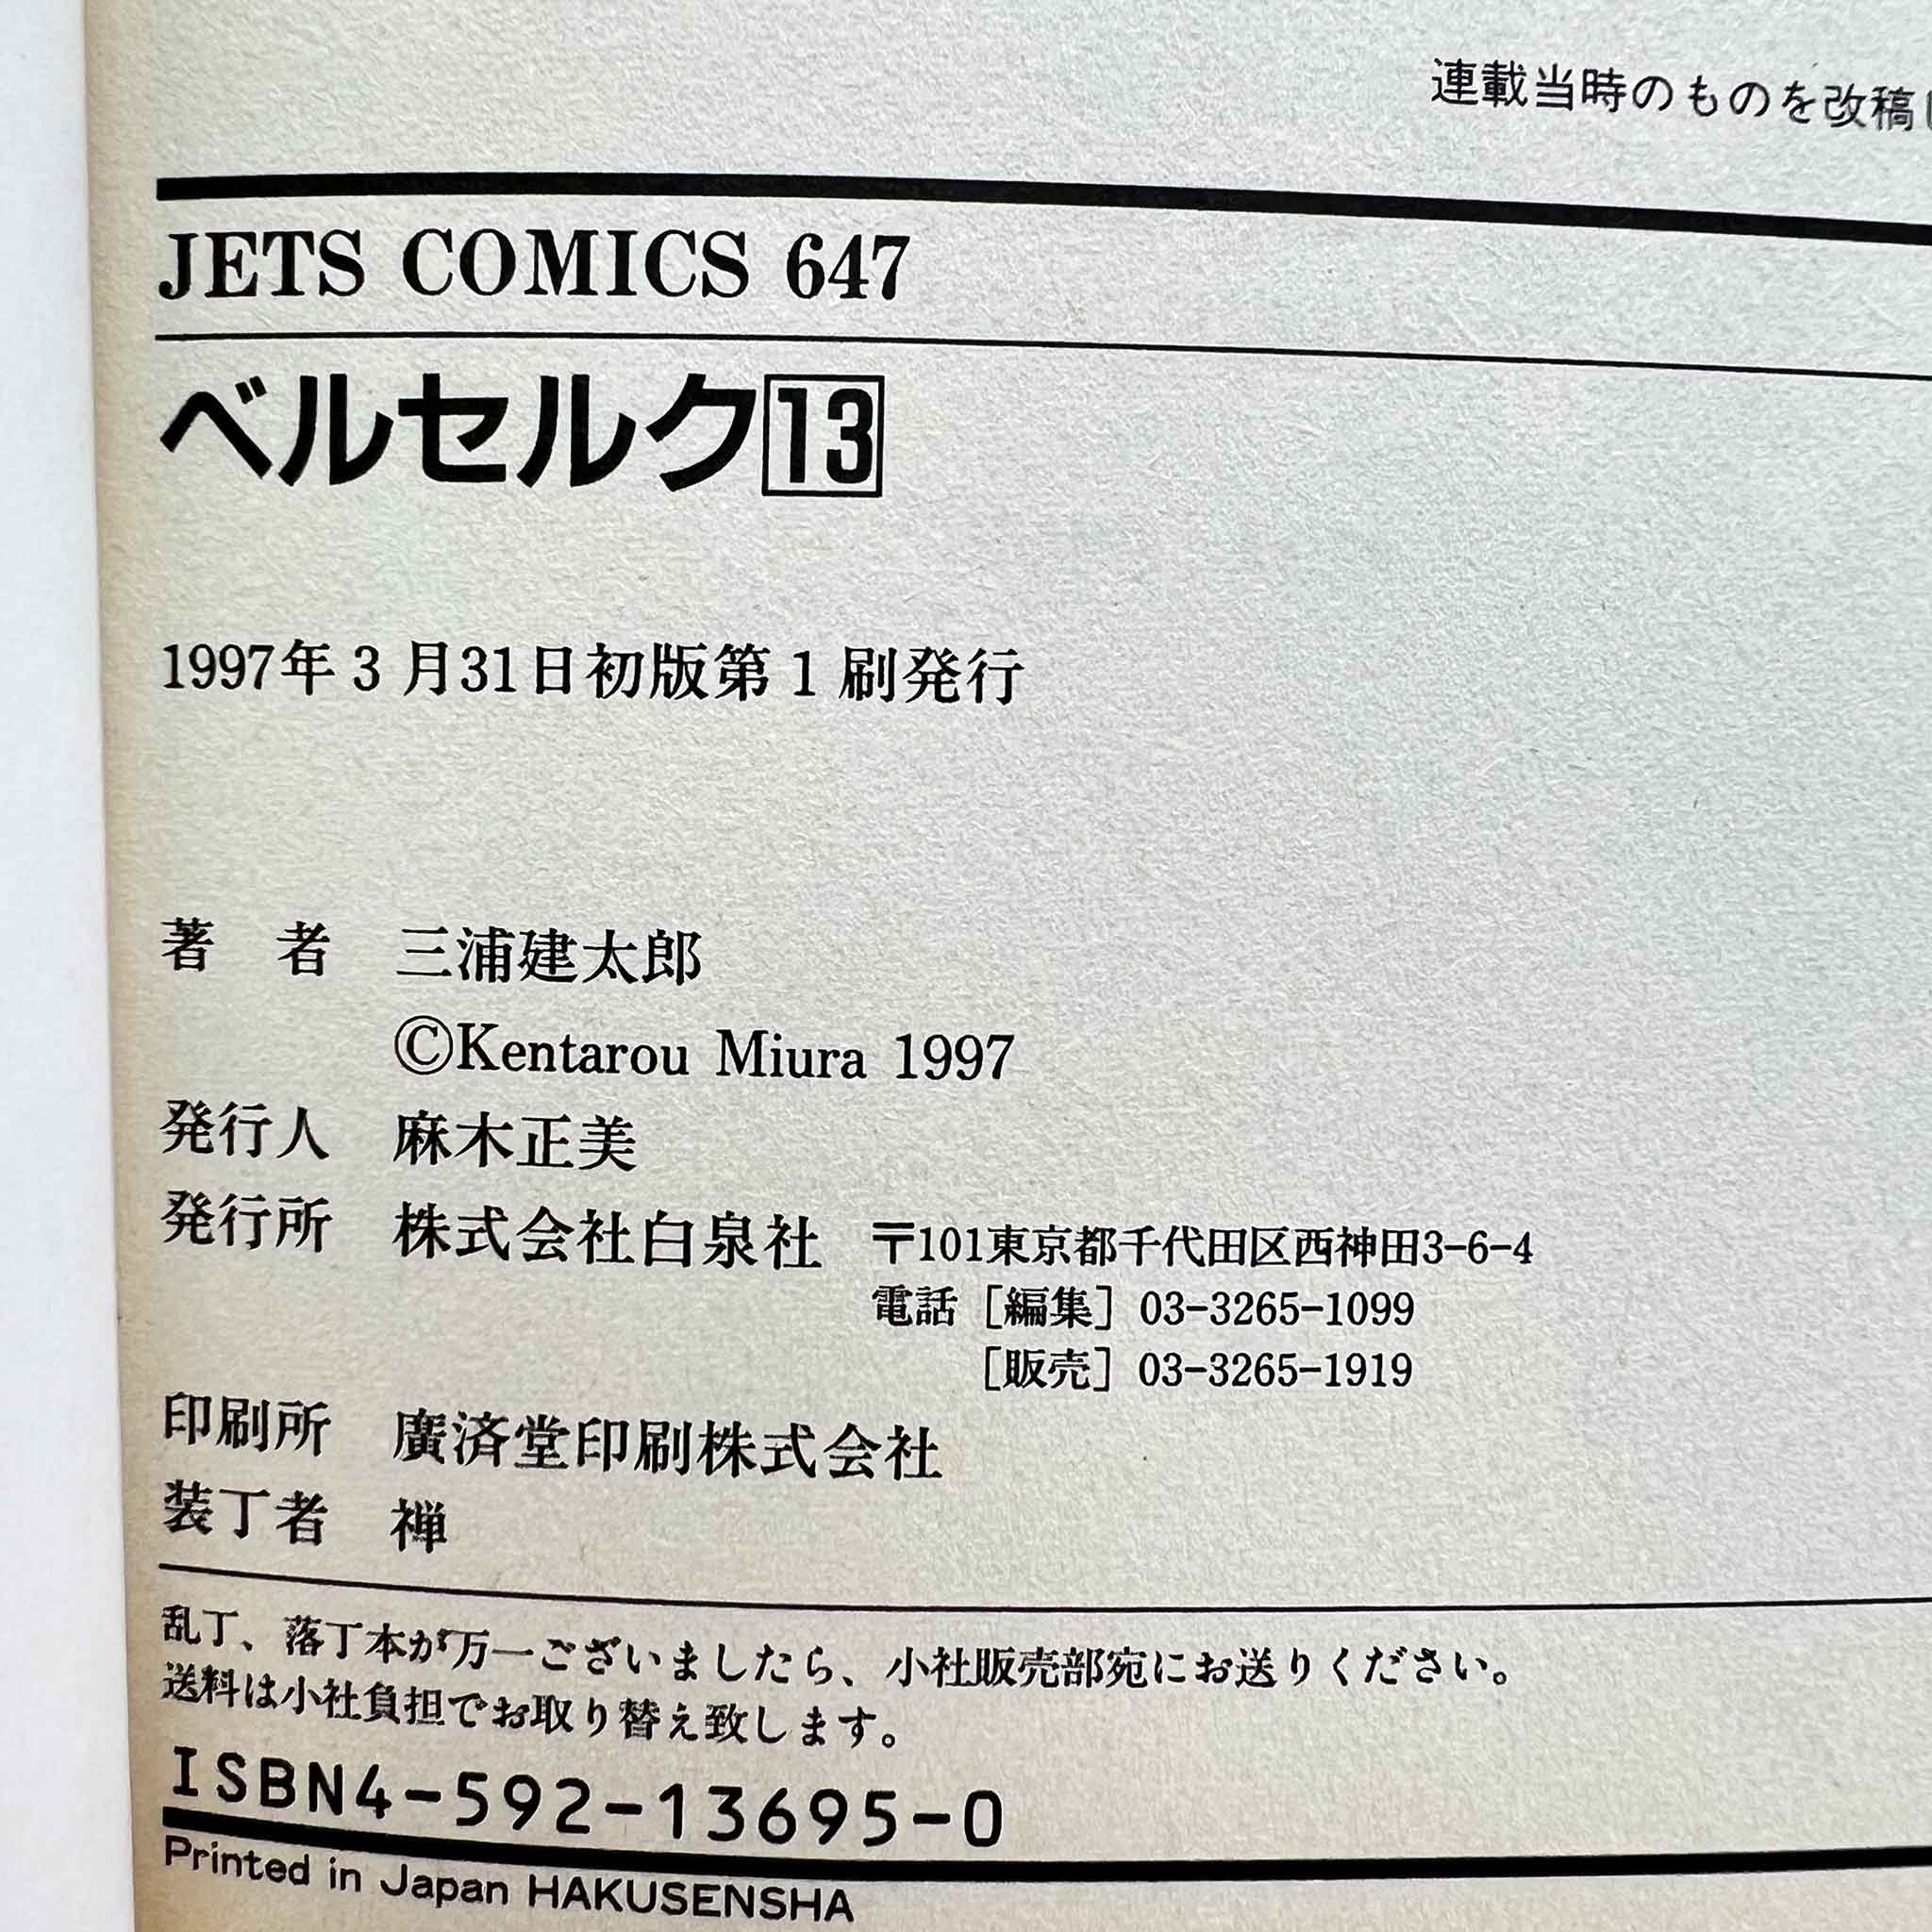 連載当時のものを改稿
JETS COMICS 647
ベルセルク13
1997年3月31日初版第1刷発行
著 者 三浦建太郎
©Kentarou Miura 1997
発行人 麻木正美
発行所 株式会社白泉社 〒101東京都千代田区西神田3-6-4
電話［編集］03-3265-1099
［販売］03-3265-1919
印刷所 廣済堂印刷株式会社
装丁者 禅
乱丁、落丁本が万一ございましたら、小社販売部宛にお送りください。
送料は小社負担でお取り替え致します。
ISBN4-592-13695-0
Printed in Japan HAKUSENSHA